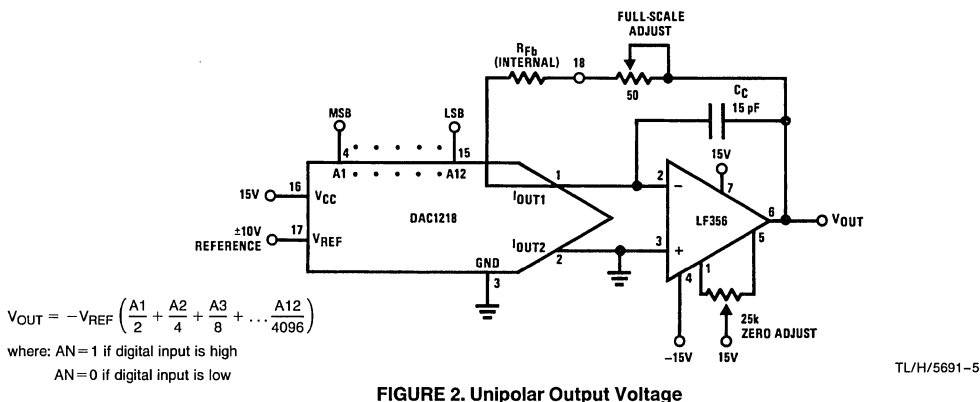 FULL-SCALE
ADJUST
RFb
(INTERNAL)
18
50
CC
15 pF
MSB
LSB
4
15
A1
A12
15V
16
VCC
DAC1218
±10V
REFERENCE
17
VREF
IOUT1
1
IOUT2
2
GND
3
2
−
3
+
LF356
15V
7
6
VOUT
5
4
1
25k
ZERO ADJUST
−15V
15V
VOUT = −VREF (A1/2 + A2/4 + A3/8 + ... A12/4096)
where: AN=1 if digital input is high
AN=0 if digital input is low
TL/H/5691–5
FIGURE 2. Unipolar Output Voltage